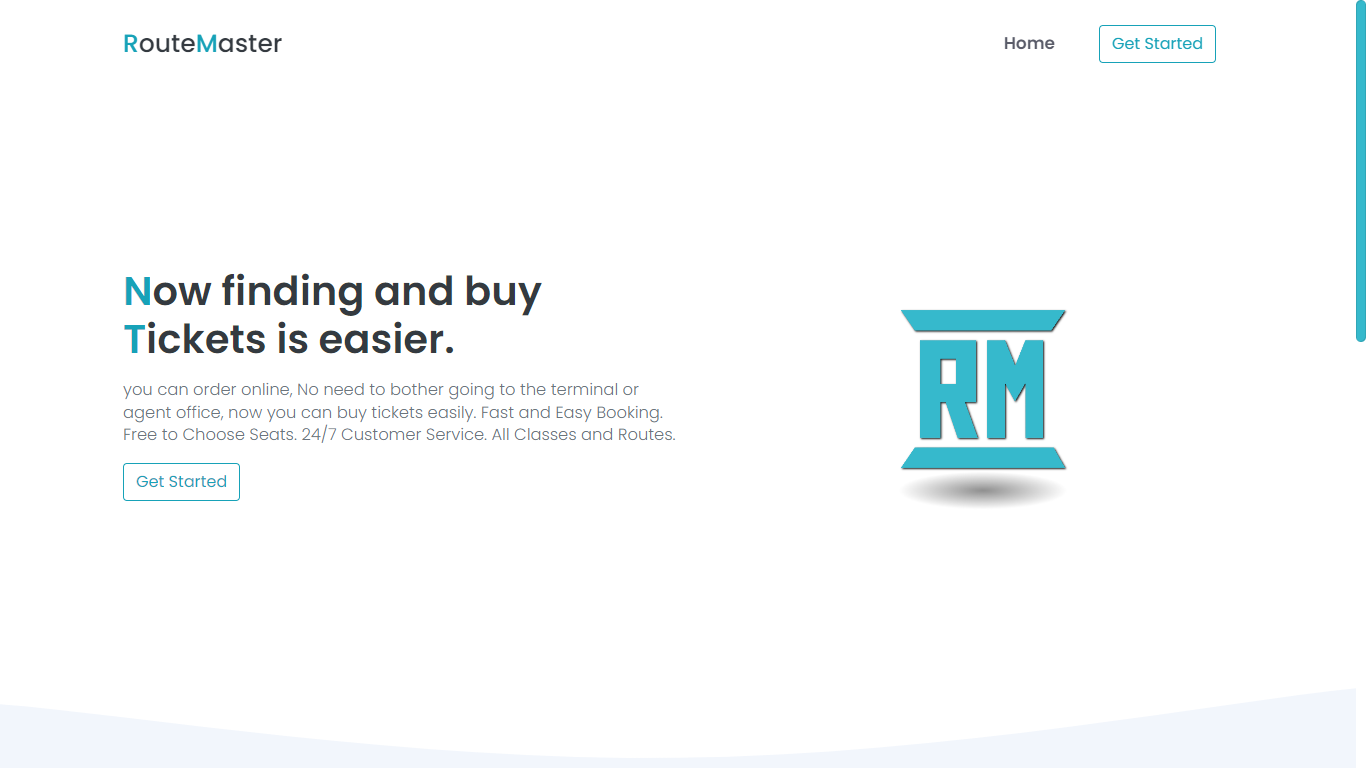 RouteMaster
Home
Get Started
Now finding and buy
Tickets is easier.
you can order online, No need to bother going to the terminal or
agent office, now you can buy tickets easily. Fast and Easy Booking.
Free to Choose Seats. 24/7 Customer Service. All Classes and Routes.
Get Started
RM